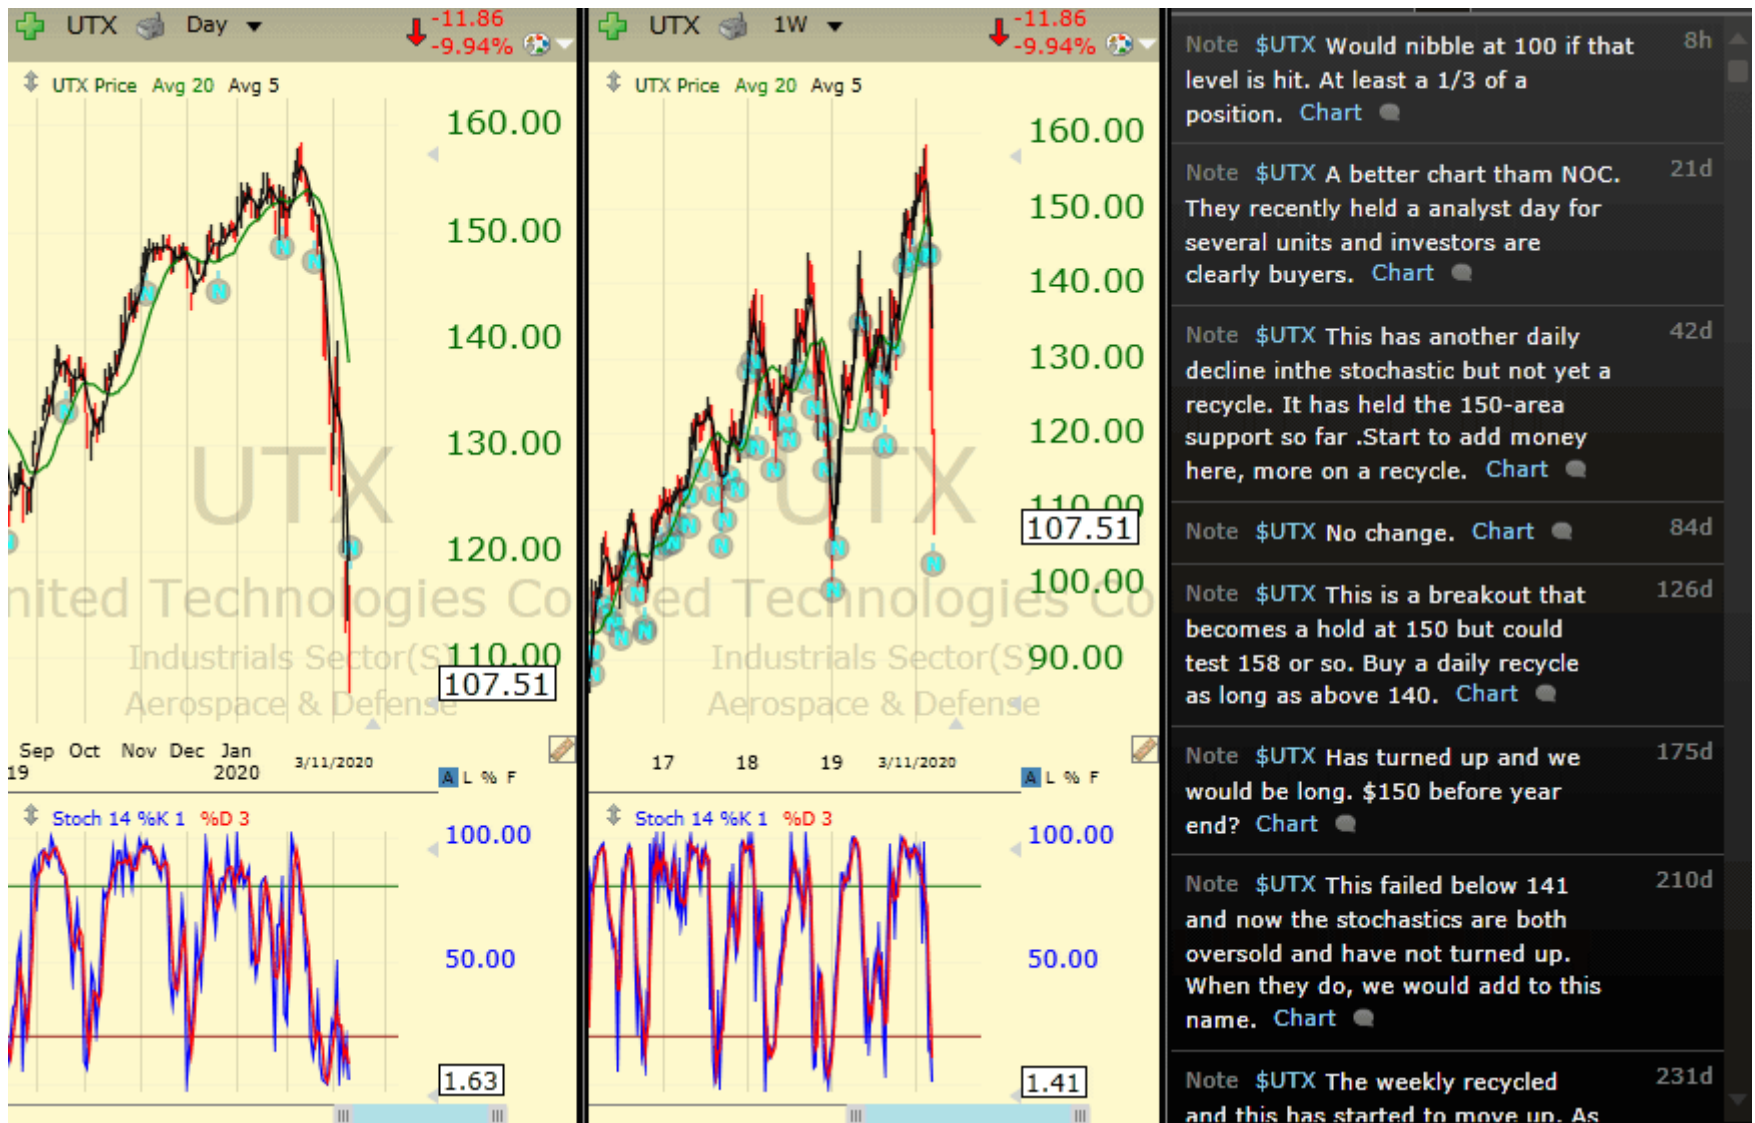 UTX Day -11.86
-9.94%
UTX Price Avg 20 Avg 5
160.00
150.00
140.00
130.00
UTX
120.00
nited Technologies Co
Industrials Sector(S)
110.00
107.51
Aerospace & Defense
Sep Oct Nov Dec Jan
19 2020 3/11/2020
A L % F
Stoch 14 %K 1 %D 3
100.00
50.00
1.63
UTX 1W -11.86
-9.94%
UTX Price Avg 20 Avg 5
160.00
150.00
140.00
130.00
120.00
UTX
110.00
107.51
100.00
ed Technologies Co
Industrials Sector(S)
90.00
Aerospace & Defense
17 18 19 3/11/2020
A L % F
Stoch 14 %K 1 %D 3
100.00
50.00
1.41
Note $UTX Would nibble at 100 if that 8h
level is hit. At least a 1/3 of a
position. Chart
Note $UTX A better chart tham NOC. 21d
They recently held a analyst day for
several units and investors are
clearly buyers. Chart
Note $UTX This has another daily 42d
decline inthe stochastic but not yet a
recycle. It has held the 150-area
support so far .Start to add money
here, more on a recycle. Chart
Note $UTX No change. Chart 84d
Note $UTX This is a breakout that 126d
becomes a hold at 150 but could
test 158 or so. Buy a daily recycle
as long as above 140. Chart
Note $UTX Has turned up and we 175d
would be long. $150 before year
end? Chart
Note $UTX This failed below 141 210d
and now the stochastics are both
oversold and have not turned up.
When they do, we would add to this
name. Chart
Note $UTX The weekly recycled 231d
and this has started to move up. As